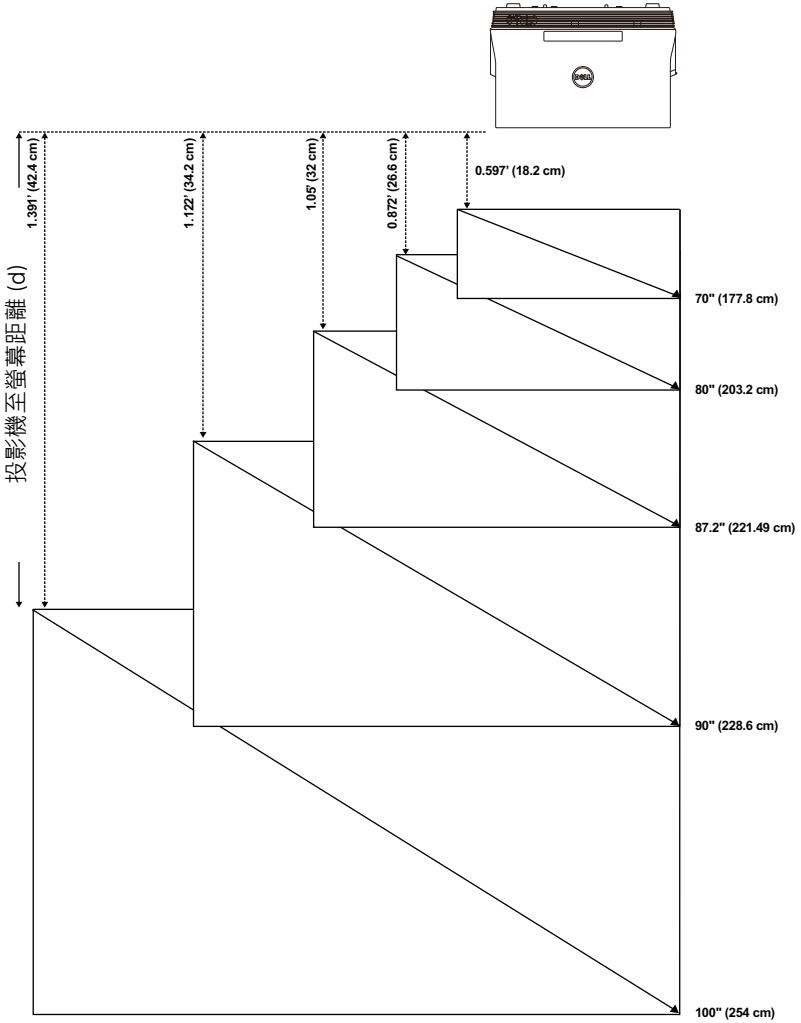 DELL
投影機至螢幕距離 (d)
1.391' (42.4 cm)
1.122' (34.2 cm)
1.05' (32 cm)
0.872' (26.6 cm)
0.597' (18.2 cm)
70" (177.8 cm)
80" (203.2 cm)
87.2" (221.49 cm)
90" (228.6 cm)
100" (254 cm)